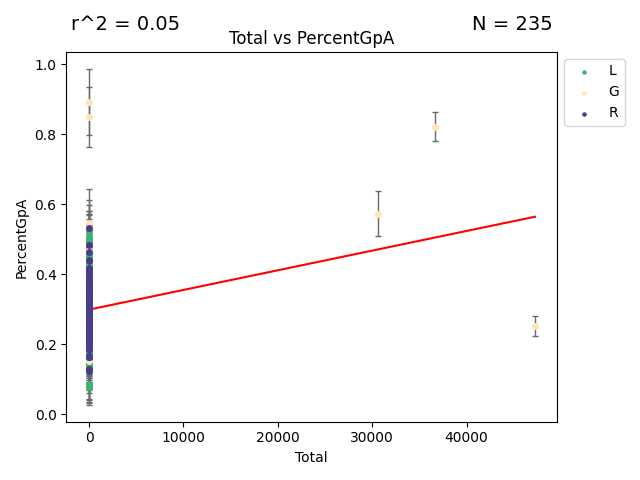 r^2 = 0.05 N = 235
Total vs PercentGpA
L
G
R
1.0
0.8
0.6
0.4
0.2
0.0
PercentGpA
0 10000 20000 30000 40000
Total